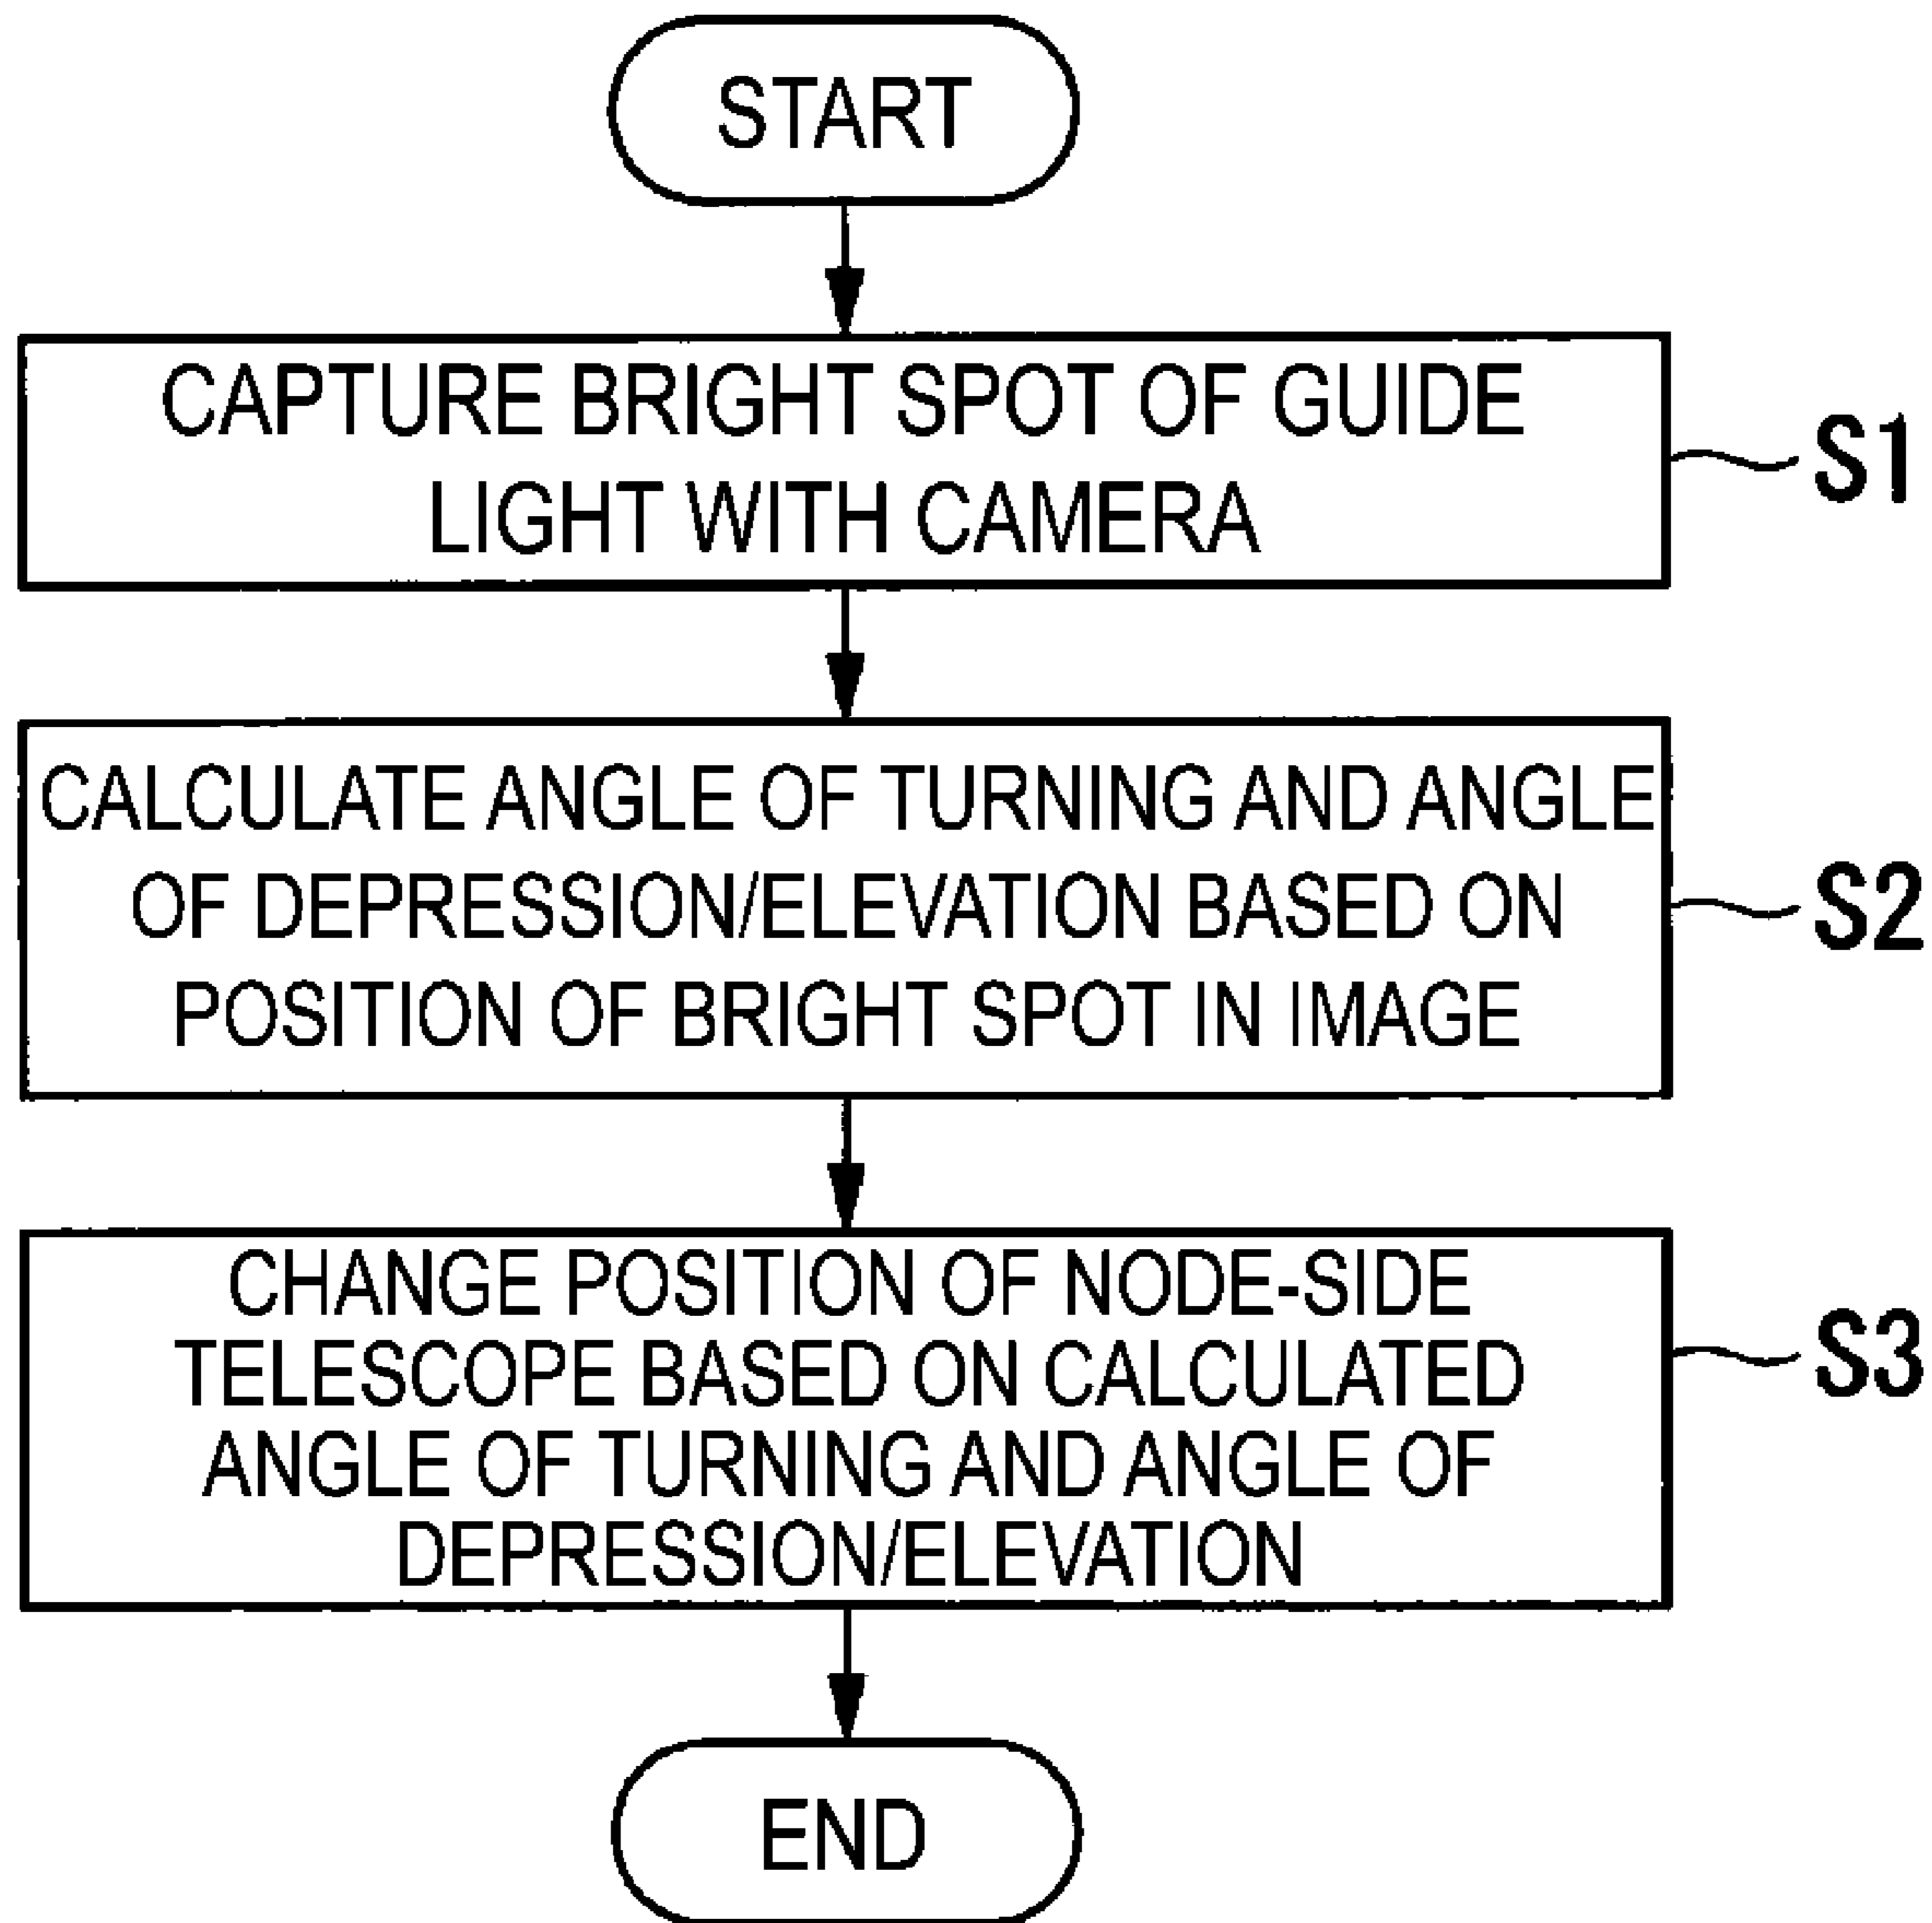 START
CAPTURE BRIGHT SPOT OF GUIDE
LIGHT WITH CAMERA
S1
CALCULATE ANGLE OF TURNING AND ANGLE
OF DEPRESSION/ELEVATION BASED ON
POSITION OF BRIGHT SPOT IN IMAGE
S2
CHANGE POSITION OF NODE-SIDE
TELESCOPE BASED ON CALCULATED
ANGLE OF TURNING AND ANGLE OF
DEPRESSION/ELEVATION
S3
END